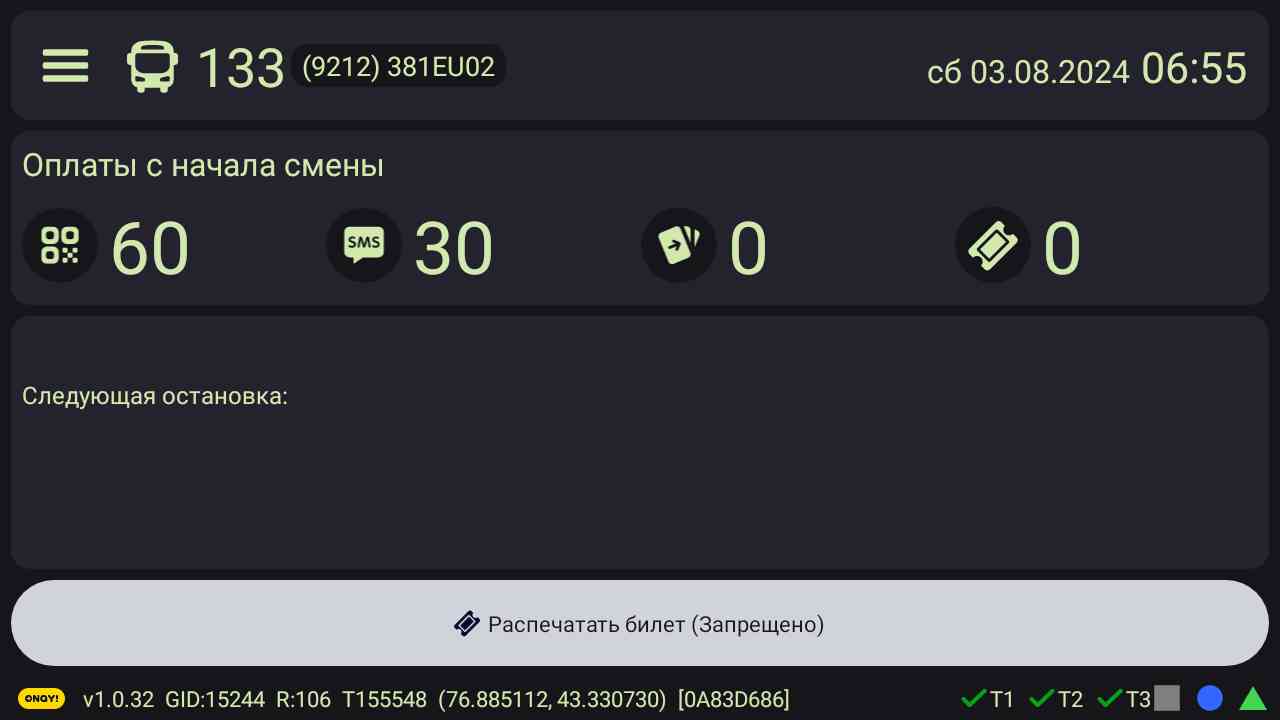 133 (9212) 381EU02 сб 03.08.2024 06:55
Оплаты с начала смены
60 SMS 30 0 0
Следующая остановка:
Распечатать билет (Запрещено)
ONAY! v1.0.32 GID:15244 R:106 T155548 (76.885112, 43.330730) [0A83D686] T1 T2 T3